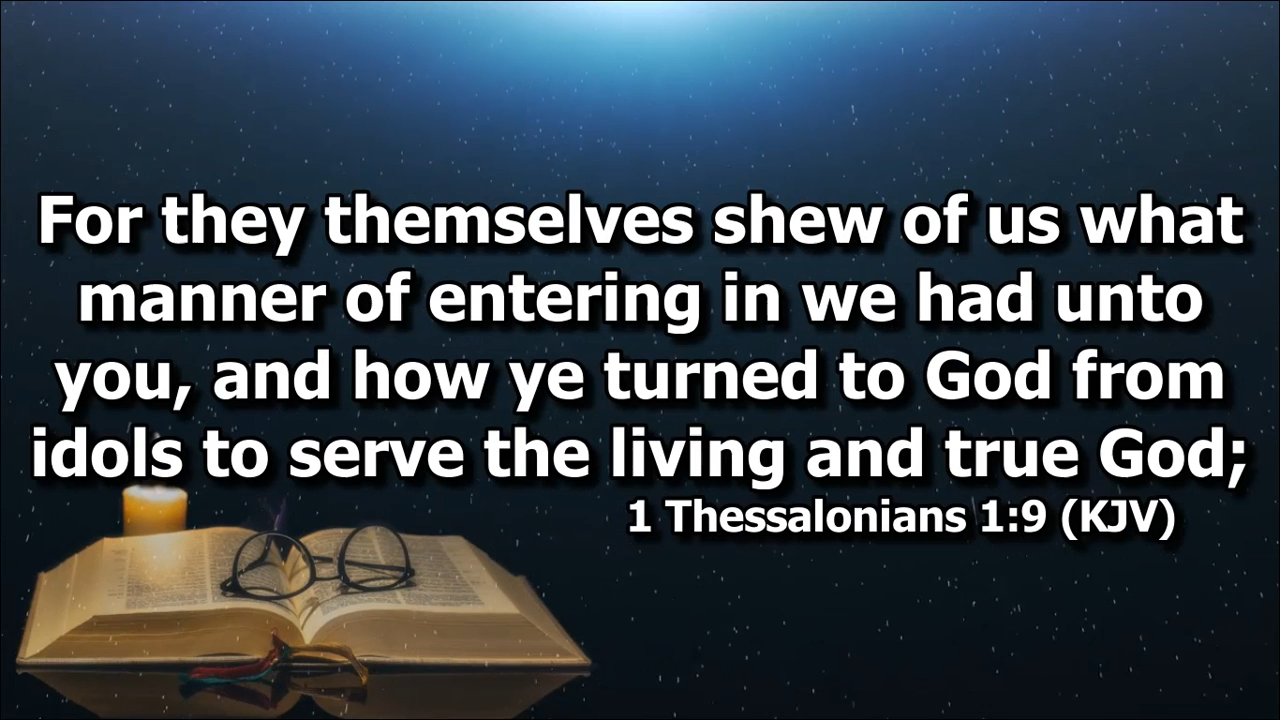 For they themselves shew of us what
manner of entering in we had unto
you, and how ye turned to God from
idols to serve the living and true God;
1 Thessalonians 1:9 (KJV)